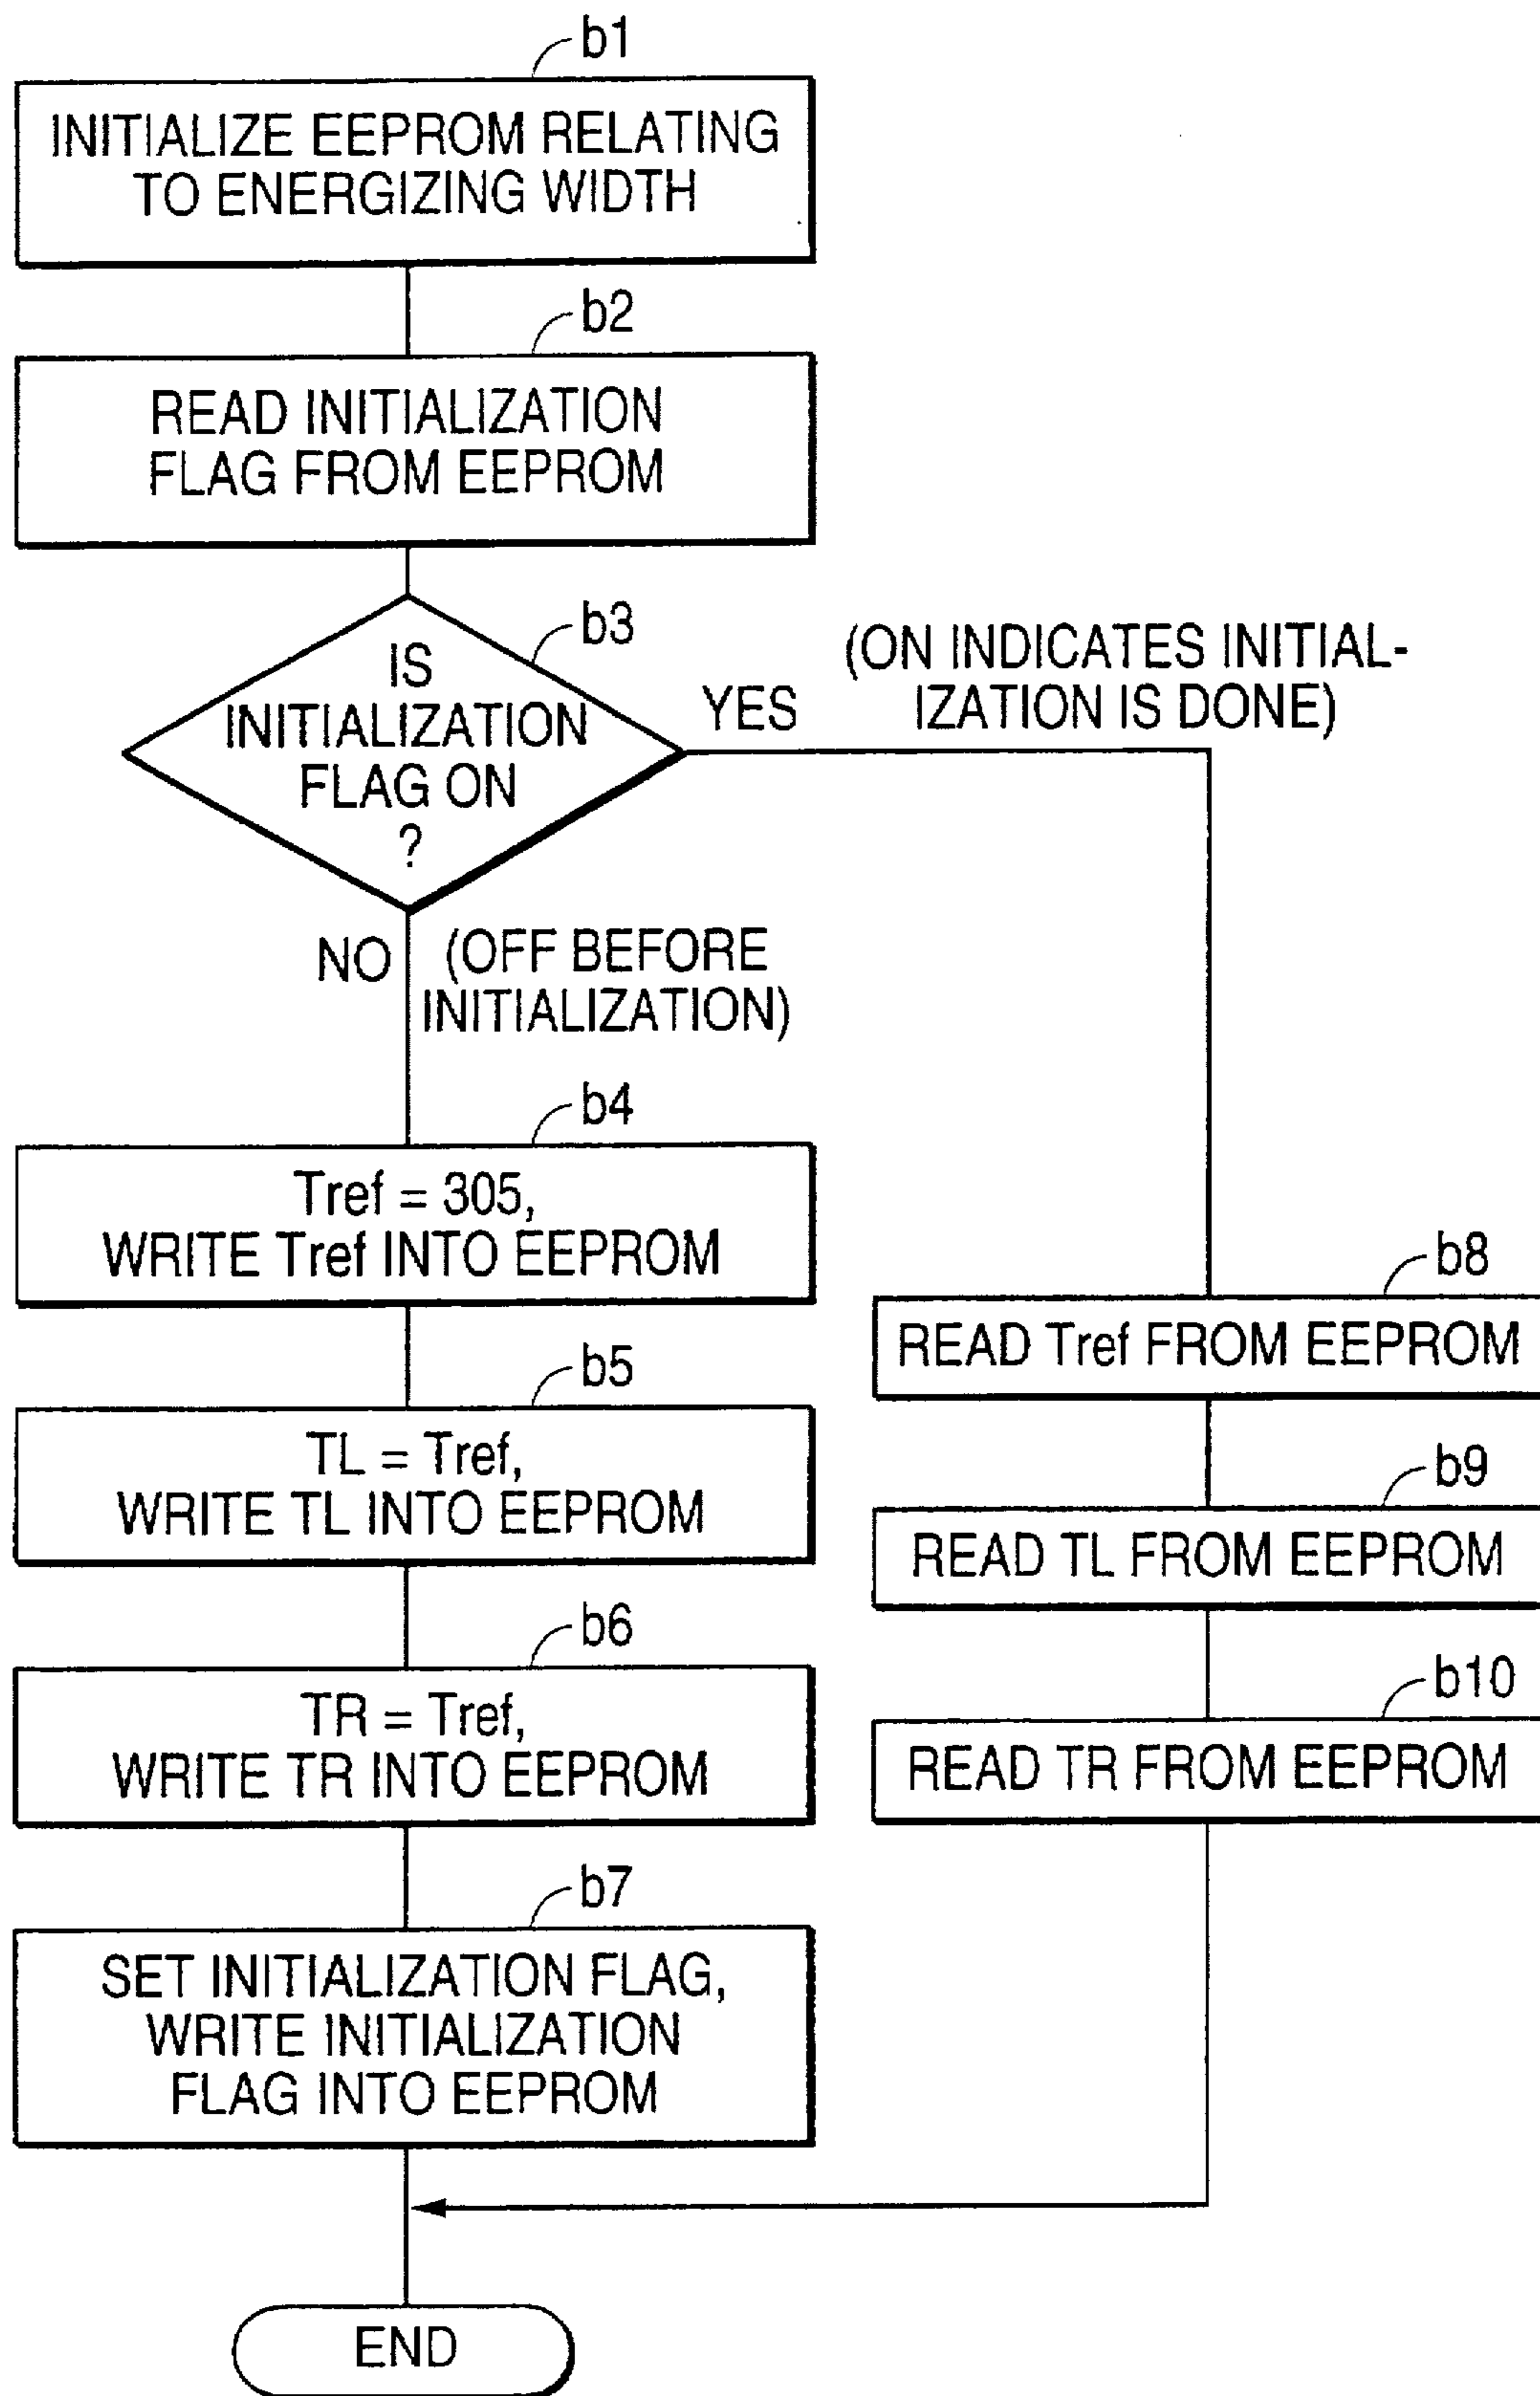 b1
INITIALIZE EEPROM RELATING
TO ENERGIZING WIDTH
b2
READ INITIALIZATION
FLAG FROM EEPROM
b3
IS
INITIALIZATION
FLAG ON
?
YES
(ON INDICATES INITIAL-
IZATION IS DONE)
NO
(OFF BEFORE
INITIALIZATION)
b4
Tref = 305,
WRITE Tref INTO EEPROM
b5
TL = Tref,
WRITE TL INTO EEPROM
b6
TR = Tref,
WRITE TR INTO EEPROM
b7
SET INITIALIZATION FLAG,
WRITE INITIALIZATION
FLAG INTO EEPROM
b8
READ Tref FROM EEPROM
b9
READ TL FROM EEPROM
b10
READ TR FROM EEPROM
END